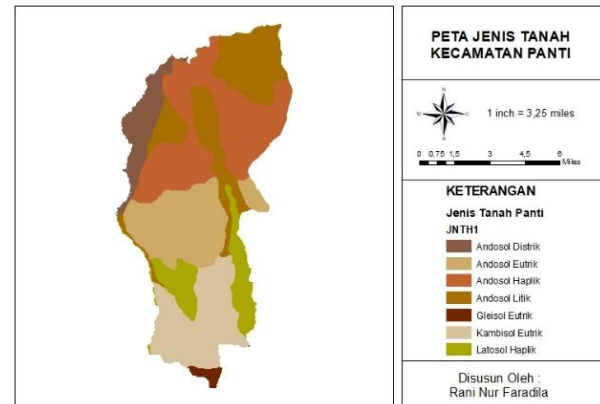 PETA JENIS TANAH
KECAMATAN PANTI
N
W E
S
1 inch = 3,25 miles
0 0,75 1,5 3 4,5 6
Miles
KETERANGAN
Jenis Tanah Panti
JNTH1
Andosol Distrik
Andosol Eutrik
Andosol Haplik
Andosol Litik
Gleisol Eutrik
Kambisol Eutrik
Latosol Haplik
Disusun Oleh :
Rani Nur Faradila